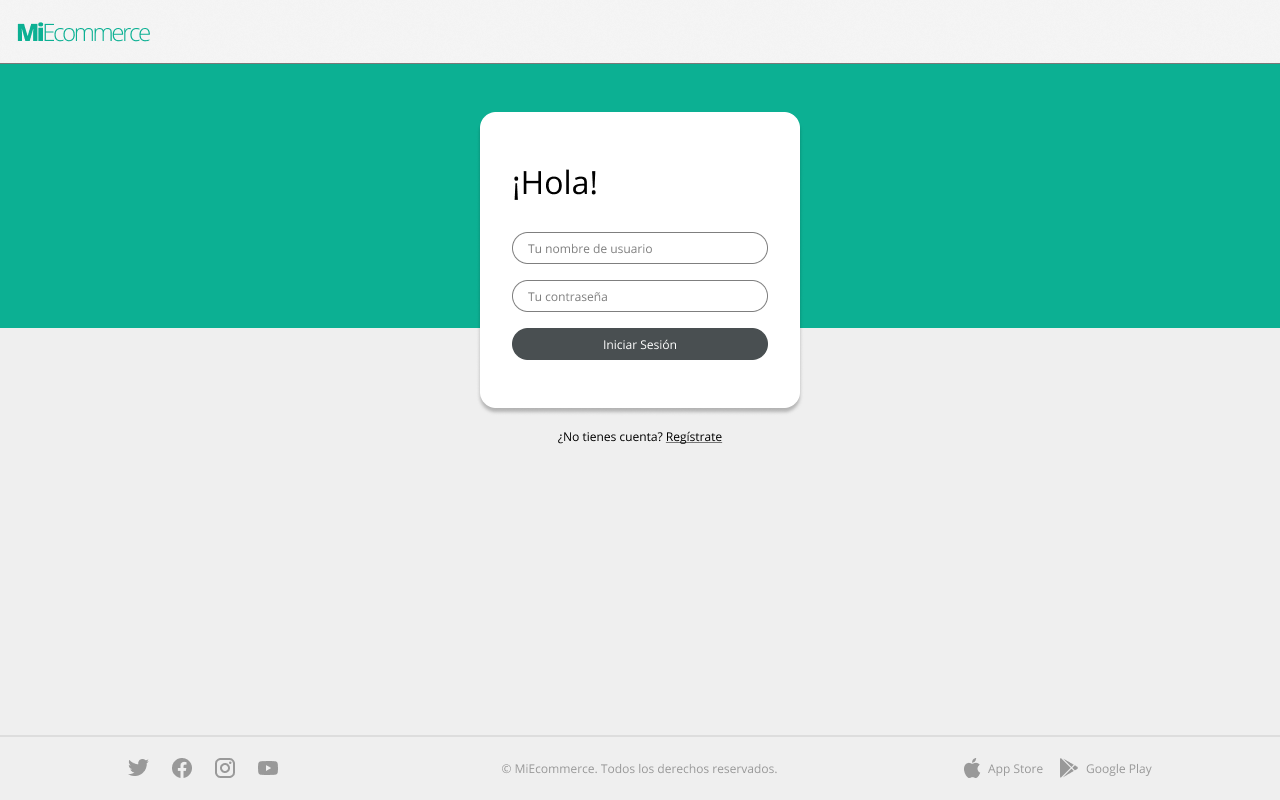 MiEcommerce
¡Hola!
Tu nombre de usuario
Tu contraseña
Iniciar Sesión
¿No tienes cuenta? Regístrate
© MiEcommerce. Todos los derechos reservados.
App Store
Google Play